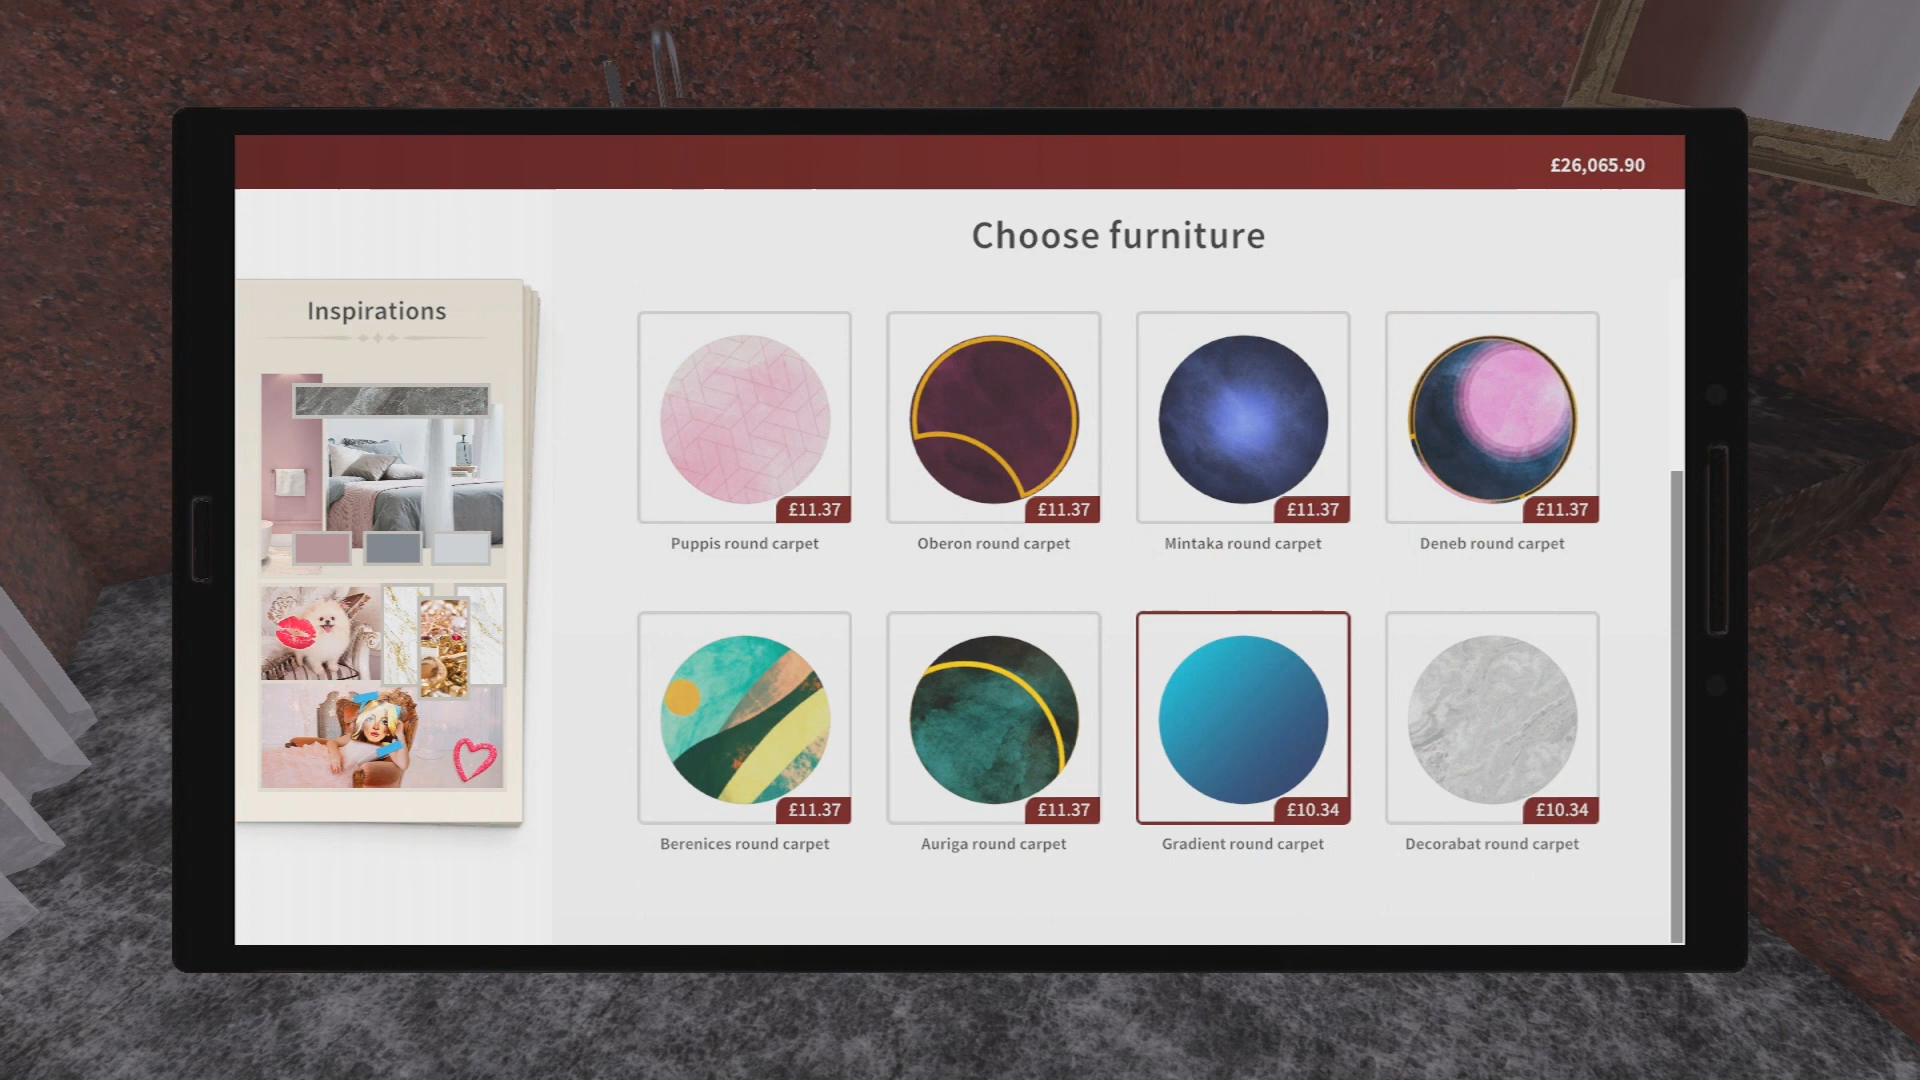 £26,065.90
Choose furniture
Inspirations
£11.37
£11.37
£11.37
£11.37
Puppis round carpet
Oberon round carpet
Mintaka round carpet
Deneb round carpet
£11.37
£11.37
£10.34
£10.34
Berenices round carpet
Auriga round carpet
Gradient round carpet
Decorabat round carpet